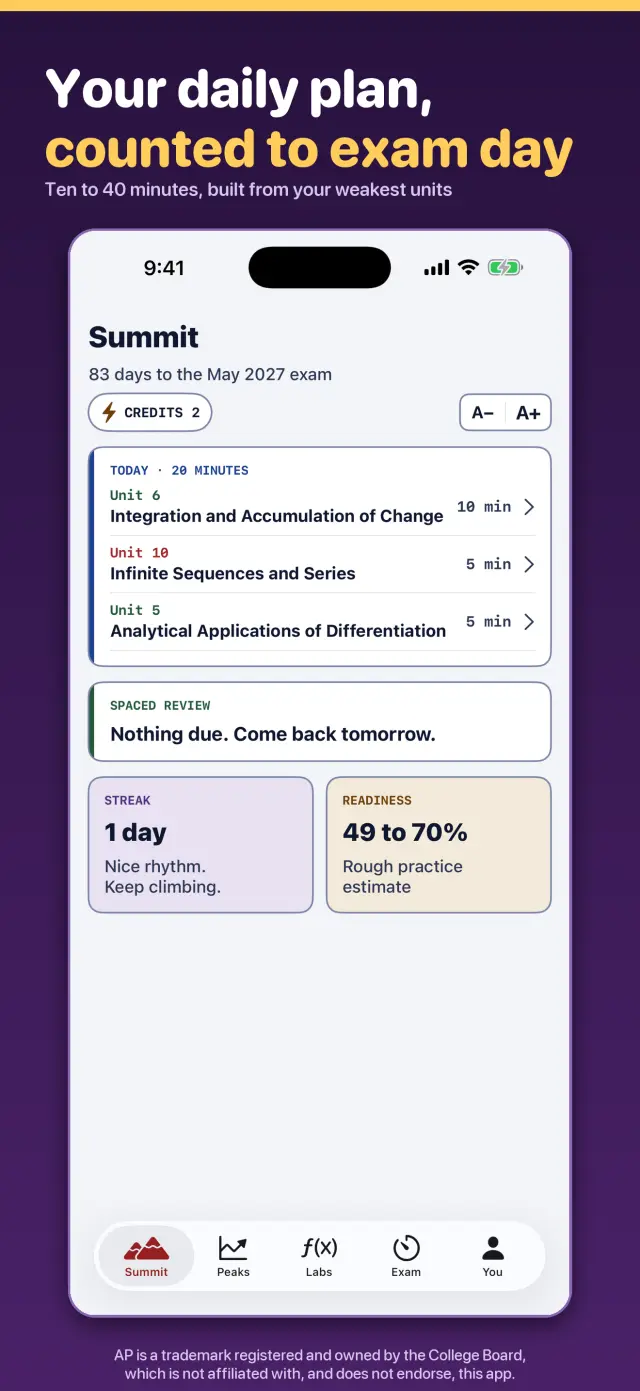 Your daily plan,
counted to exam day
Ten to 40 minutes, built from your weakest units
9:41
Summit
83 days to the May 2027 exam
CREDITS 2
A− A+
TODAY · 20 MINUTES
Unit 6
Integration and Accumulation of Change
10 min
Unit 10
Infinite Sequences and Series
5 min
Unit 5
Analytical Applications of Differentiation
5 min
SPACED REVIEW
Nothing due. Come back tomorrow.
STREAK
1 day
Nice rhythm.
Keep climbing.
READINESS
49 to 70%
Rough practice
estimate
Summit
Peaks
f(x)
Labs
Exam
You
AP is a trademark registered and owned by the College Board,
which is not affiliated with, and does not endorse, this app.